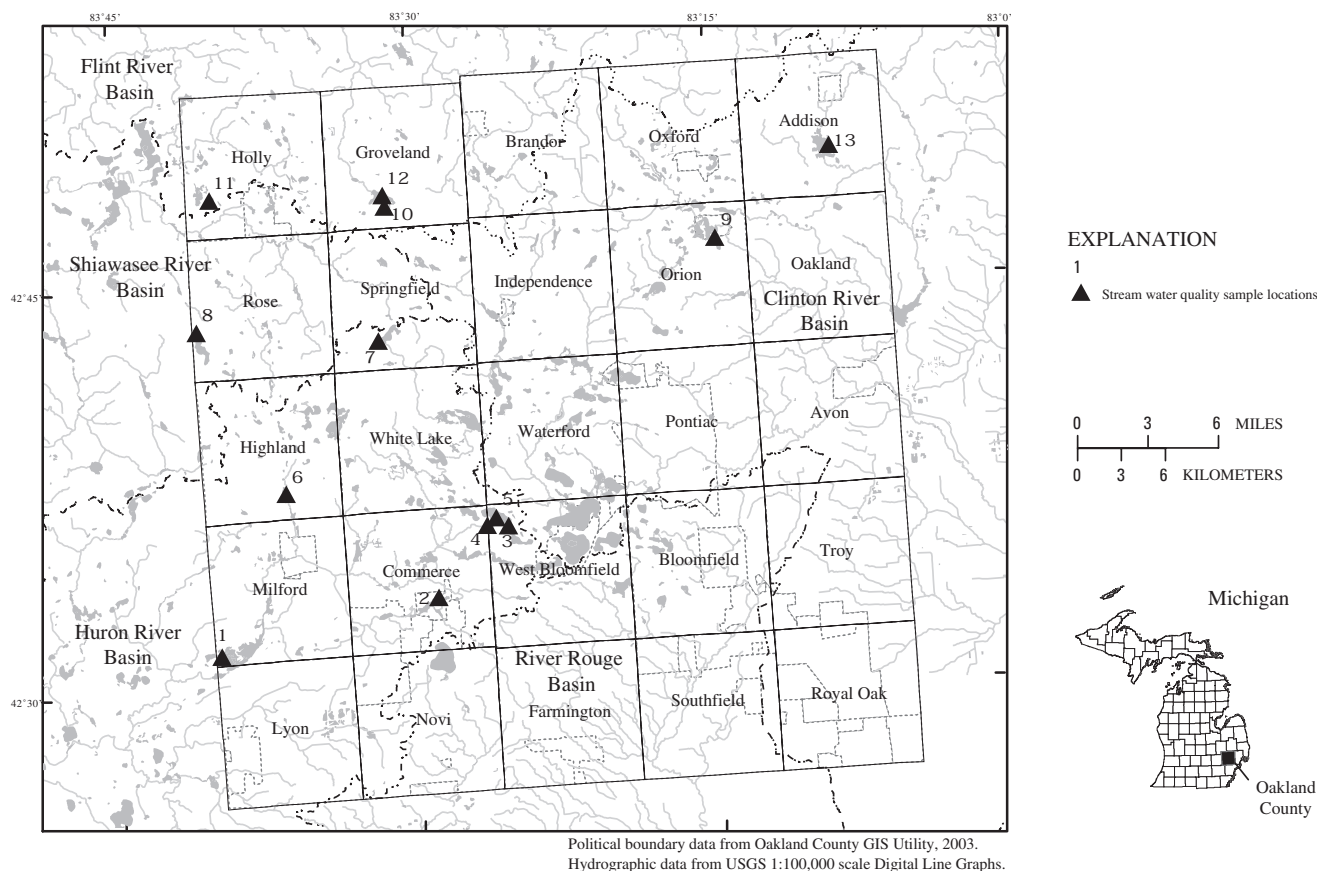 83°45'
83°30'
83°15'
83°0'
Flint River
Basin
Addison
13
Oxford
Brandon
Groveland
Holly
12
11
10
9
Shiawasee River
Basin
Springfield
Independence
Orion
Oakland
Clinton River
Basin
42°45'
Rose
8
7
Highland
White Lake
Waterford
Pontiac
Avon
6
5
4
3
Milford
Commerce
West Bloomfield
Bloomfield
Troy
2
Huron River
Basin
1
River Rouge
Basin
Farmington
Southfield
Royal Oak
42°30'
Lyon
Novi
EXPLANATION
1
Stream water quality sample locations
0 3 6 MILES
0 3 6 KILOMETERS
Michigan
Oakland
County
Political boundary data from Oakland County GIS Utility, 2003.
Hydrographic data from USGS 1:100,000 scale Digital Line Graphs.